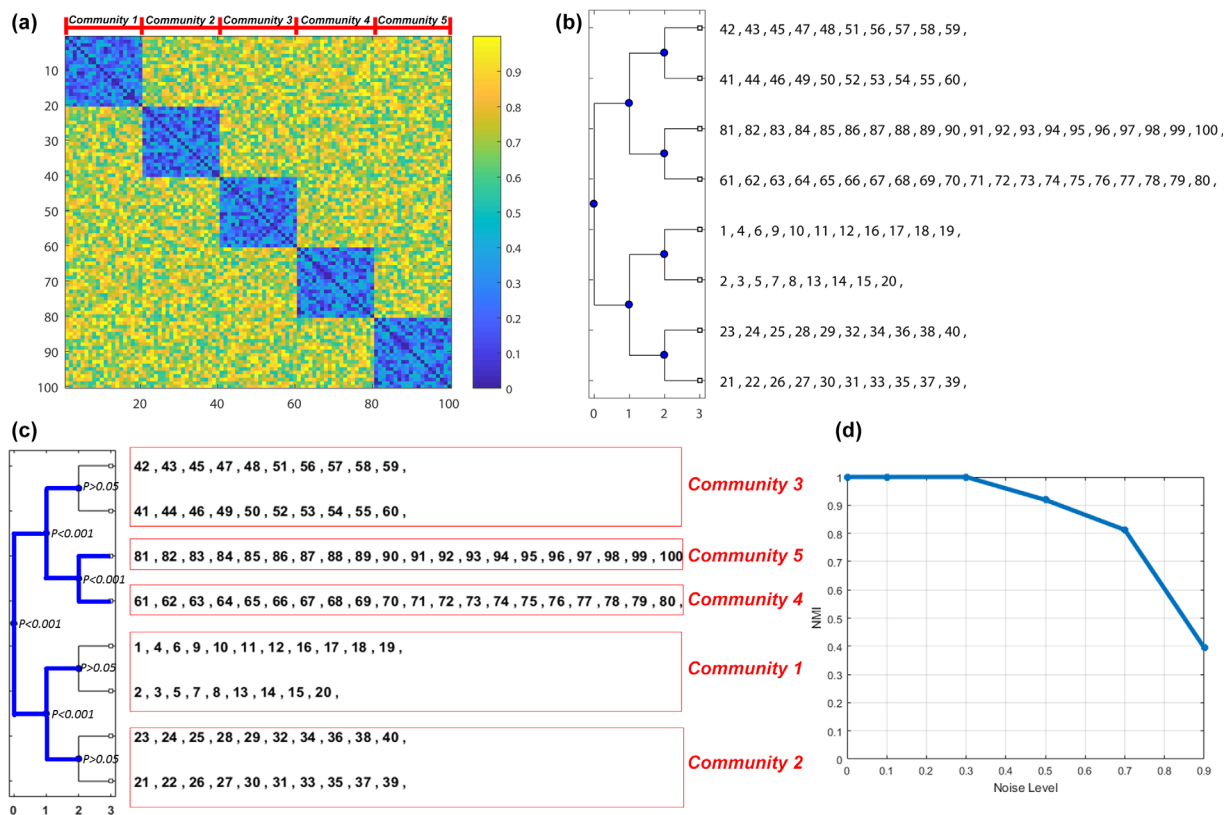 (a)
Community 1 Community 2 Community 3 Community 4 Community 5
10
20
30
40
50
60
70
80
90
100
20 40 60 80 100
0.9
0.8
0.7
0.6
0.5
0.4
0.3
0.2
0.1
0
(b)
42 , 43 , 45 , 47 , 48 , 51 , 56 , 57 , 58 , 59 ,
41 , 44 , 46 , 49 , 50 , 52 , 53 , 54 , 55 , 60 ,
81 , 82 , 83 , 84 , 85 , 86 , 87 , 88 , 89 , 90 , 91 , 92 , 93 , 94 , 95 , 96 , 97 , 98 , 99 , 100 ,
61 , 62 , 63 , 64 , 65 , 66 , 67 , 68 , 69 , 70 , 71 , 72 , 73 , 74 , 75 , 76 , 77 , 78 , 79 , 80 ,
1 , 4 , 6 , 9 , 10 , 11 , 12 , 16 , 17 , 18 , 19 ,
2 , 3 , 5 , 7 , 8 , 13 , 14 , 15 , 20 ,
23 , 24 , 25 , 28 , 29 , 32 , 34 , 36 , 38 , 40 ,
21 , 22 , 26 , 27 , 30 , 31 , 33 , 35 , 37 , 39 ,
0 1 2 3
(c)
42 , 43 , 45 , 47 , 48 , 51 , 56 , 57 , 58 , 59 ,
P>0.05
Community 3
41 , 44 , 46 , 49 , 50 , 52 , 53 , 54 , 55 , 60 ,
P<0.001
81 , 82 , 83 , 84 , 85 , 86 , 87 , 88 , 89 , 90 , 91 , 92 , 93 , 94 , 95 , 96 , 97 , 98 , 99 , 100
Community 5
P<0.001
61 , 62 , 63 , 64 , 65 , 66 , 67 , 68 , 69 , 70 , 71 , 72 , 73 , 74 , 75 , 76 , 77 , 78 , 79 , 80 ,
Community 4
P<0.001
1 , 4 , 6 , 9 , 10 , 11 , 12 , 16 , 17 , 18 , 19 ,
P>0.05
Community 1
2 , 3 , 5 , 7 , 8 , 13 , 14 , 15 , 20 ,
P<0.001
23 , 24 , 25 , 28 , 29 , 32 , 34 , 36 , 38 , 40 ,
P>0.05
Community 2
21 , 22 , 26 , 27 , 30 , 31 , 33 , 35 , 37 , 39 ,
0 1 2 3
(d)
1
0.9
0.8
0.7
0.6
0.5
0.4
0.3
0.2
0.1
0
NMI
0 0.1 0.2 0.3 0.5 0.7 0.8 0.9
Noise Level